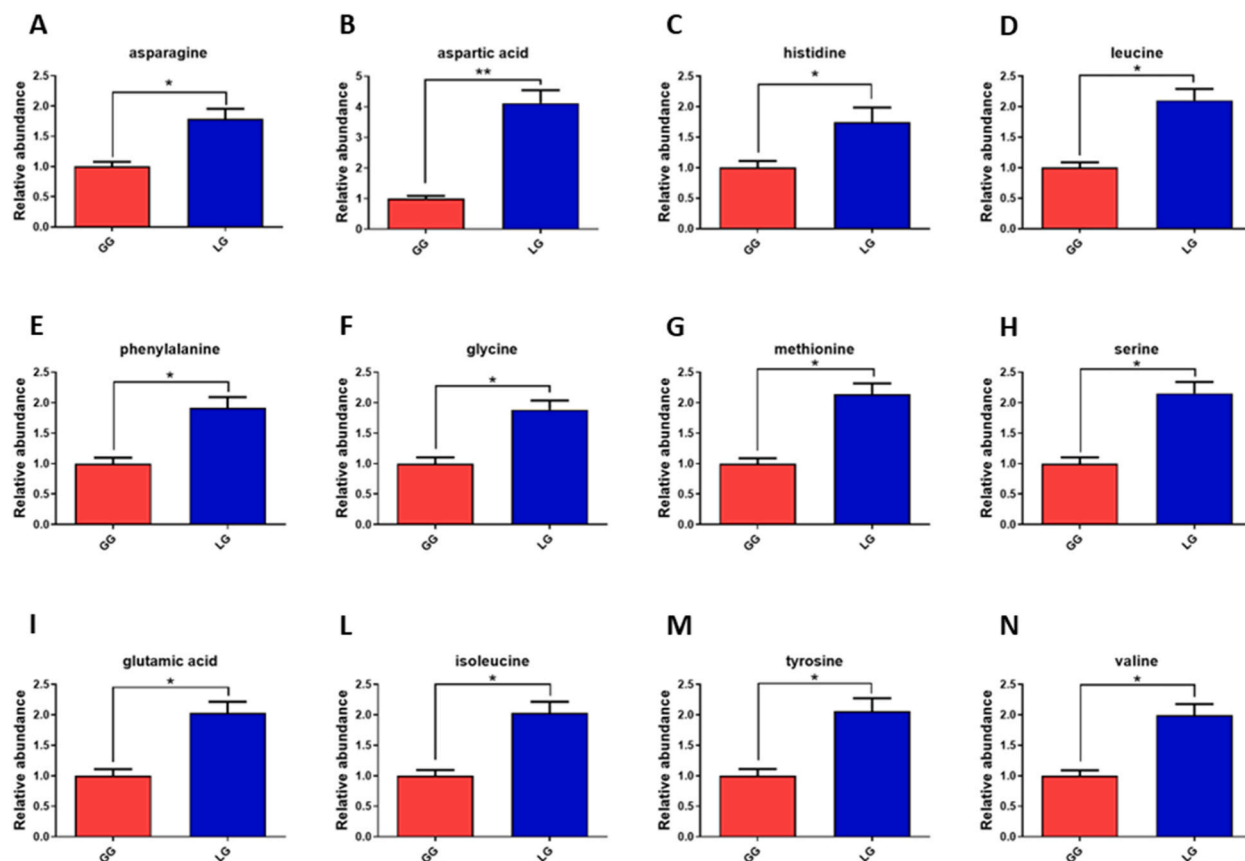 A
asparagine
Relative abundance
2.5
2.0
1.5
1.0
0.5
0.0
*
GG
LG
B
aspartic acid
Relative abundance
5
4
3
2
1
0
**
GG
LG
C
histidine
Relative abundance
2.5
2.0
1.5
1.0
0.5
0.0
*
GG
LG
D
leucine
Relative abundance
2.5
2.0
1.5
1.0
0.5
0.0
*
GG
LG
E
phenylalanine
Relative abundance
2.5
2.0
1.5
1.0
0.5
0.0
*
GG
LG
F
glycine
Relative abundance
2.5
2.0
1.5
1.0
0.5
0.0
*
GG
LG
G
methionine
Relative abundance
2.5
2.0
1.5
1.0
0.5
0.0
*
GG
LG
H
serine
Relative abundance
2.5
2.0
1.5
1.0
0.5
0.0
*
GG
LG
I
glutamic acid
Relative abundance
2.5
2.0
1.5
1.0
0.5
0.0
*
GG
LG
L
isoleucine
Relative abundance
2.5
2.0
1.5
1.0
0.5
0.0
*
GG
LG
M
tyrosine
Relative abundance
2.5
2.0
1.5
1.0
0.5
0.0
*
GG
LG
N
valine
Relative abundance
2.5
2.0
1.5
1.0
0.5
0.0
*
GG
LG